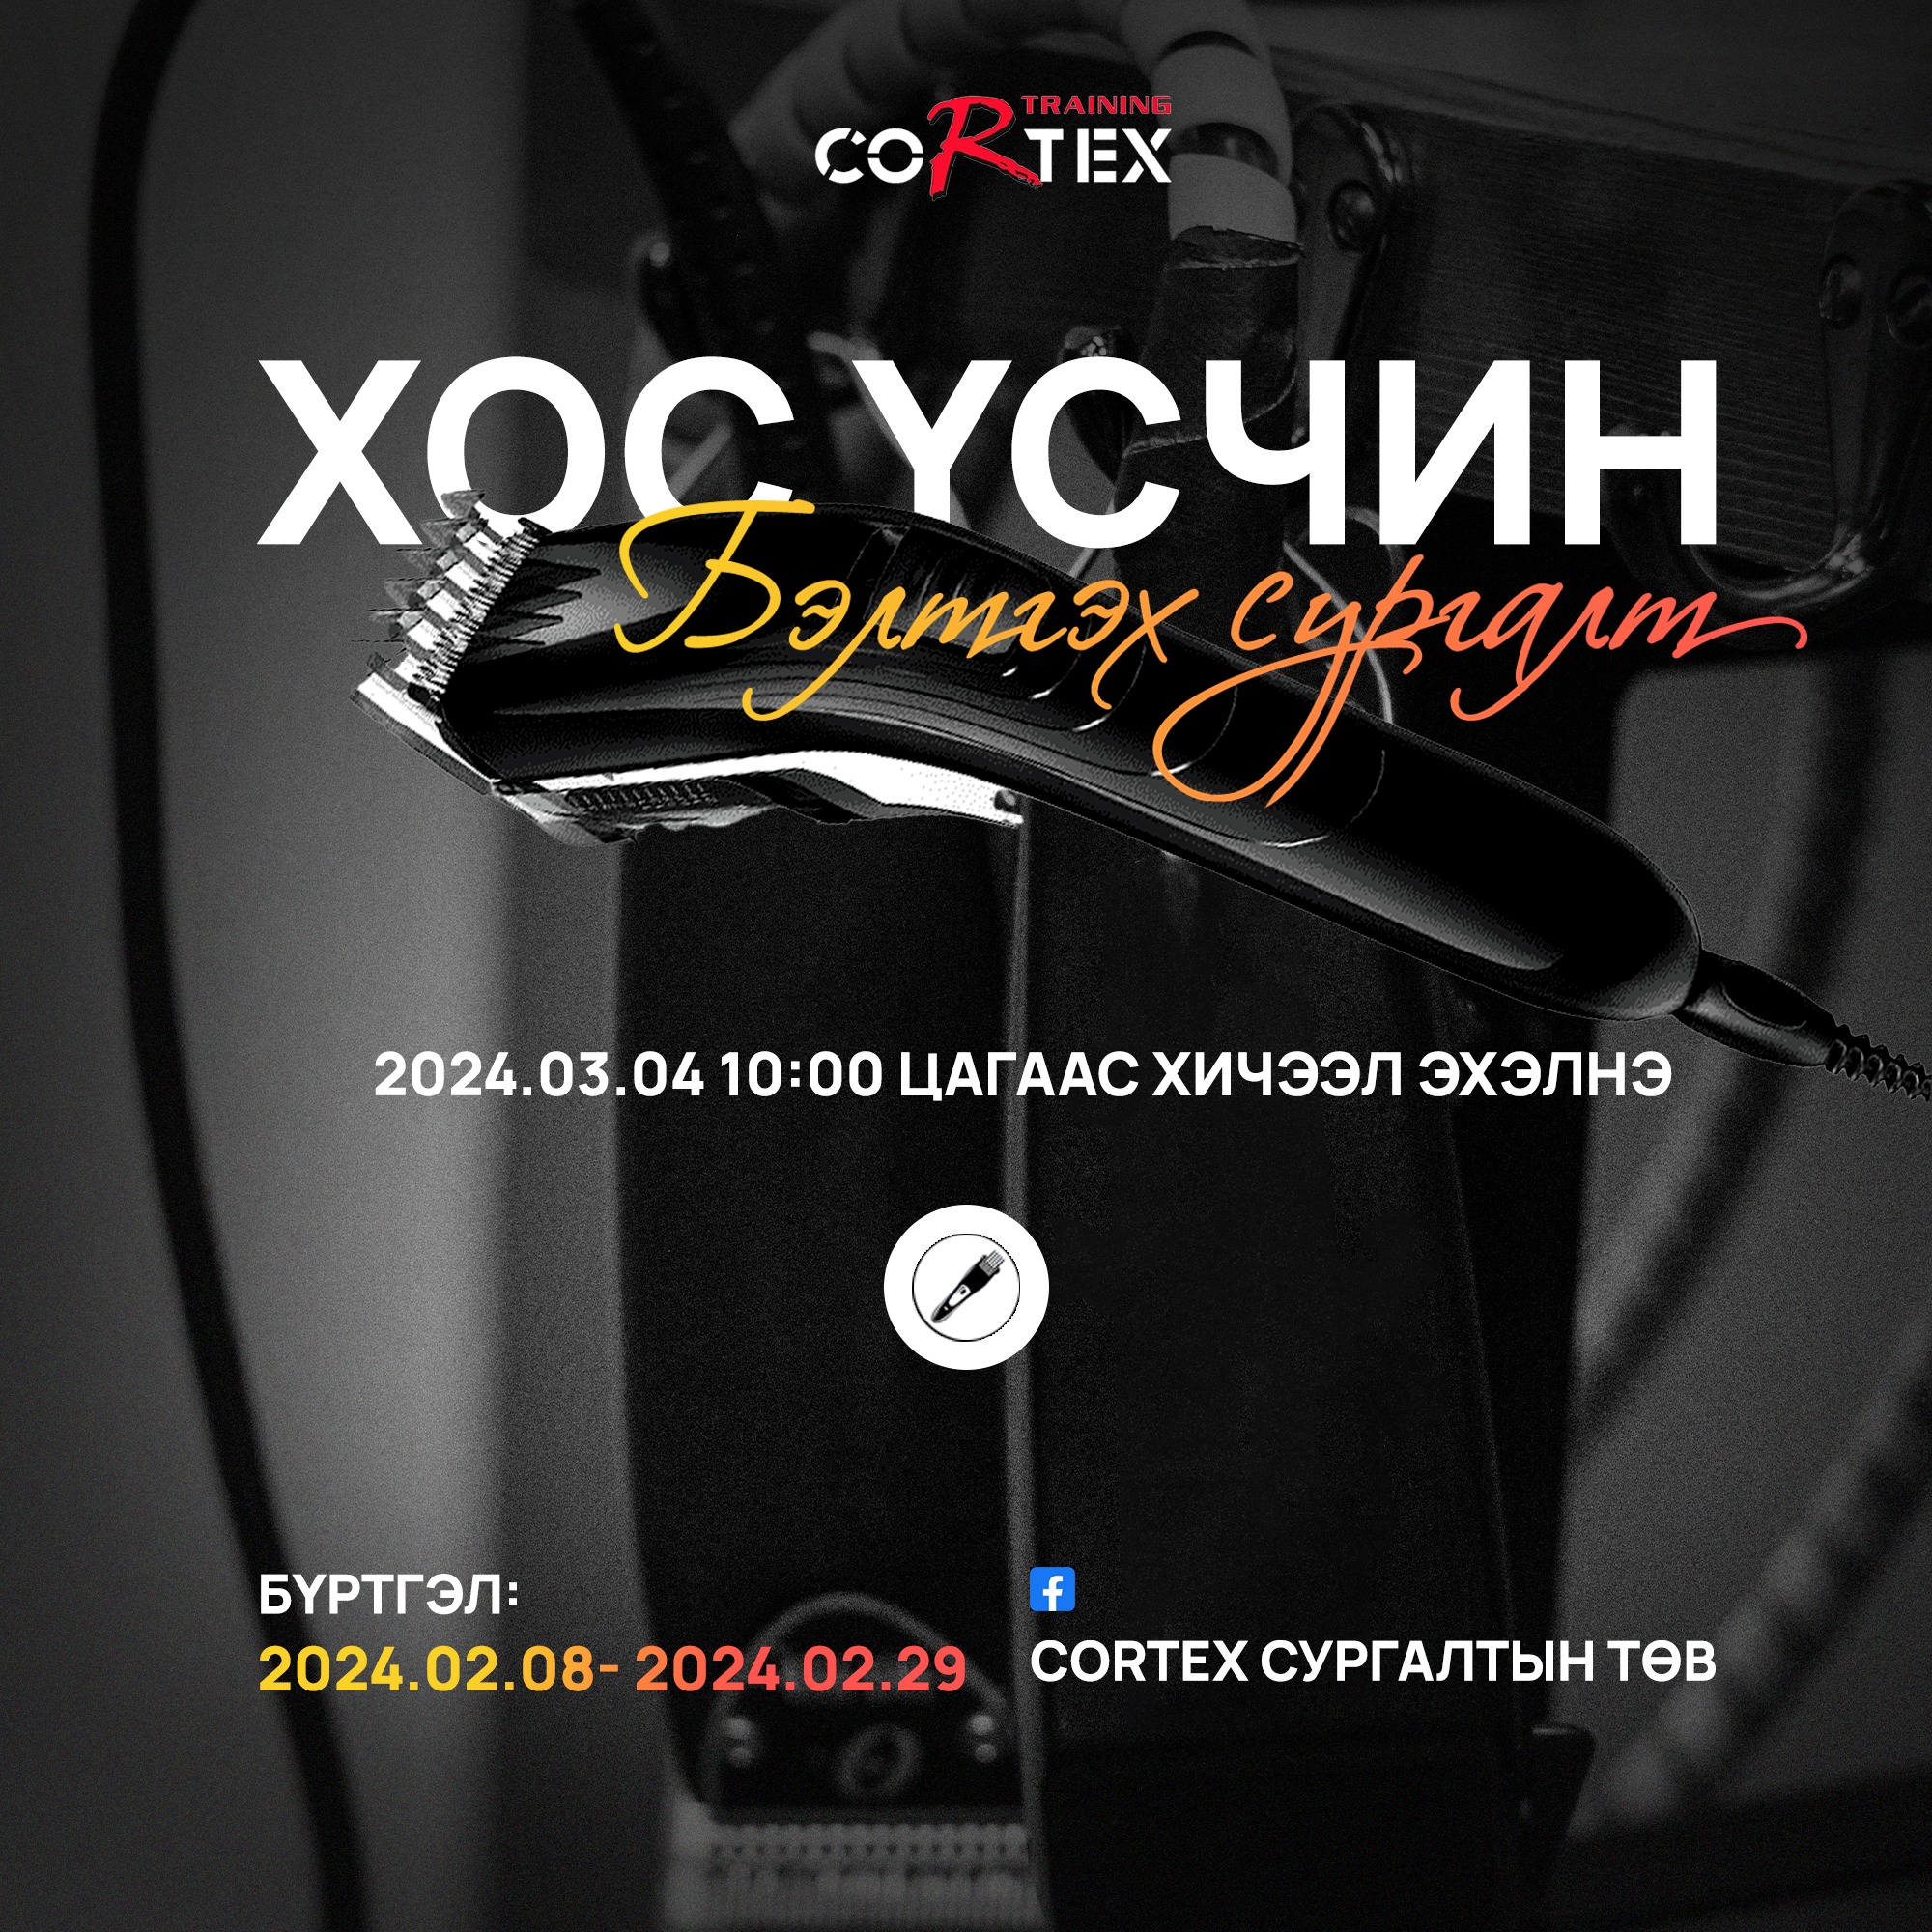 TRAINING
CORTEX
ХОС ҮСЧИН
Бэлтгэх сургалт
2024.03.04 10:00 ЦАГААС ХИЧЭЭЛ ЭХЭЛНЭ
БҮРТГЭЛ:
2024.02.08- 2024.02.29
CORTEX СУРГАЛТЫН ТӨВ